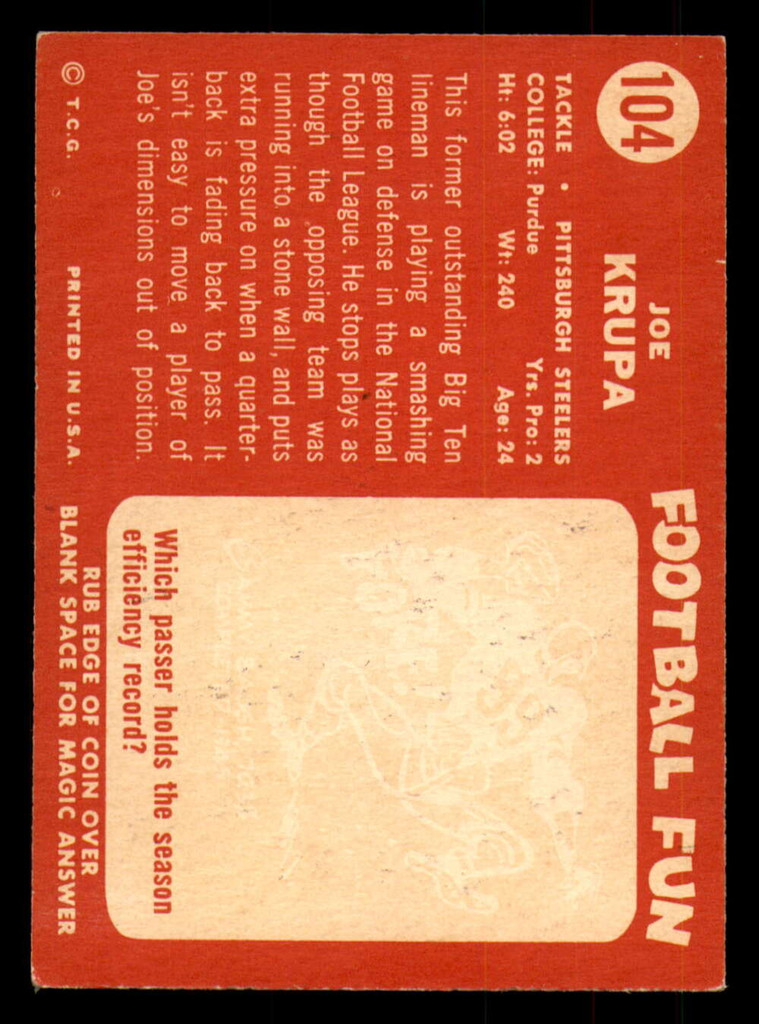 104
JOE
KRUPA
TACKLE • PITTSBURGH STEELERS
COLLEGE: Purdue Yrs. Pro: 2
Ht: 6:02 Wt: 240 Age: 24
This former outstanding Big Ten
lineman is playing a smashing
game on defense in the National
Football League. He stops plays as
though the opposing team was
running into a stone wall, and puts
extra pressure on when a quarter-
back is fading back to pass. It
isn't easy to move a player of
Joe's dimensions out of position.
© T.C.G. PRINTED IN U.S.A.
FOOTBALL FUN
Which passer holds the season
efficiency record?
RUB EDGE OF COIN OVER
BLANK SPACE FOR MAGIC ANSWER